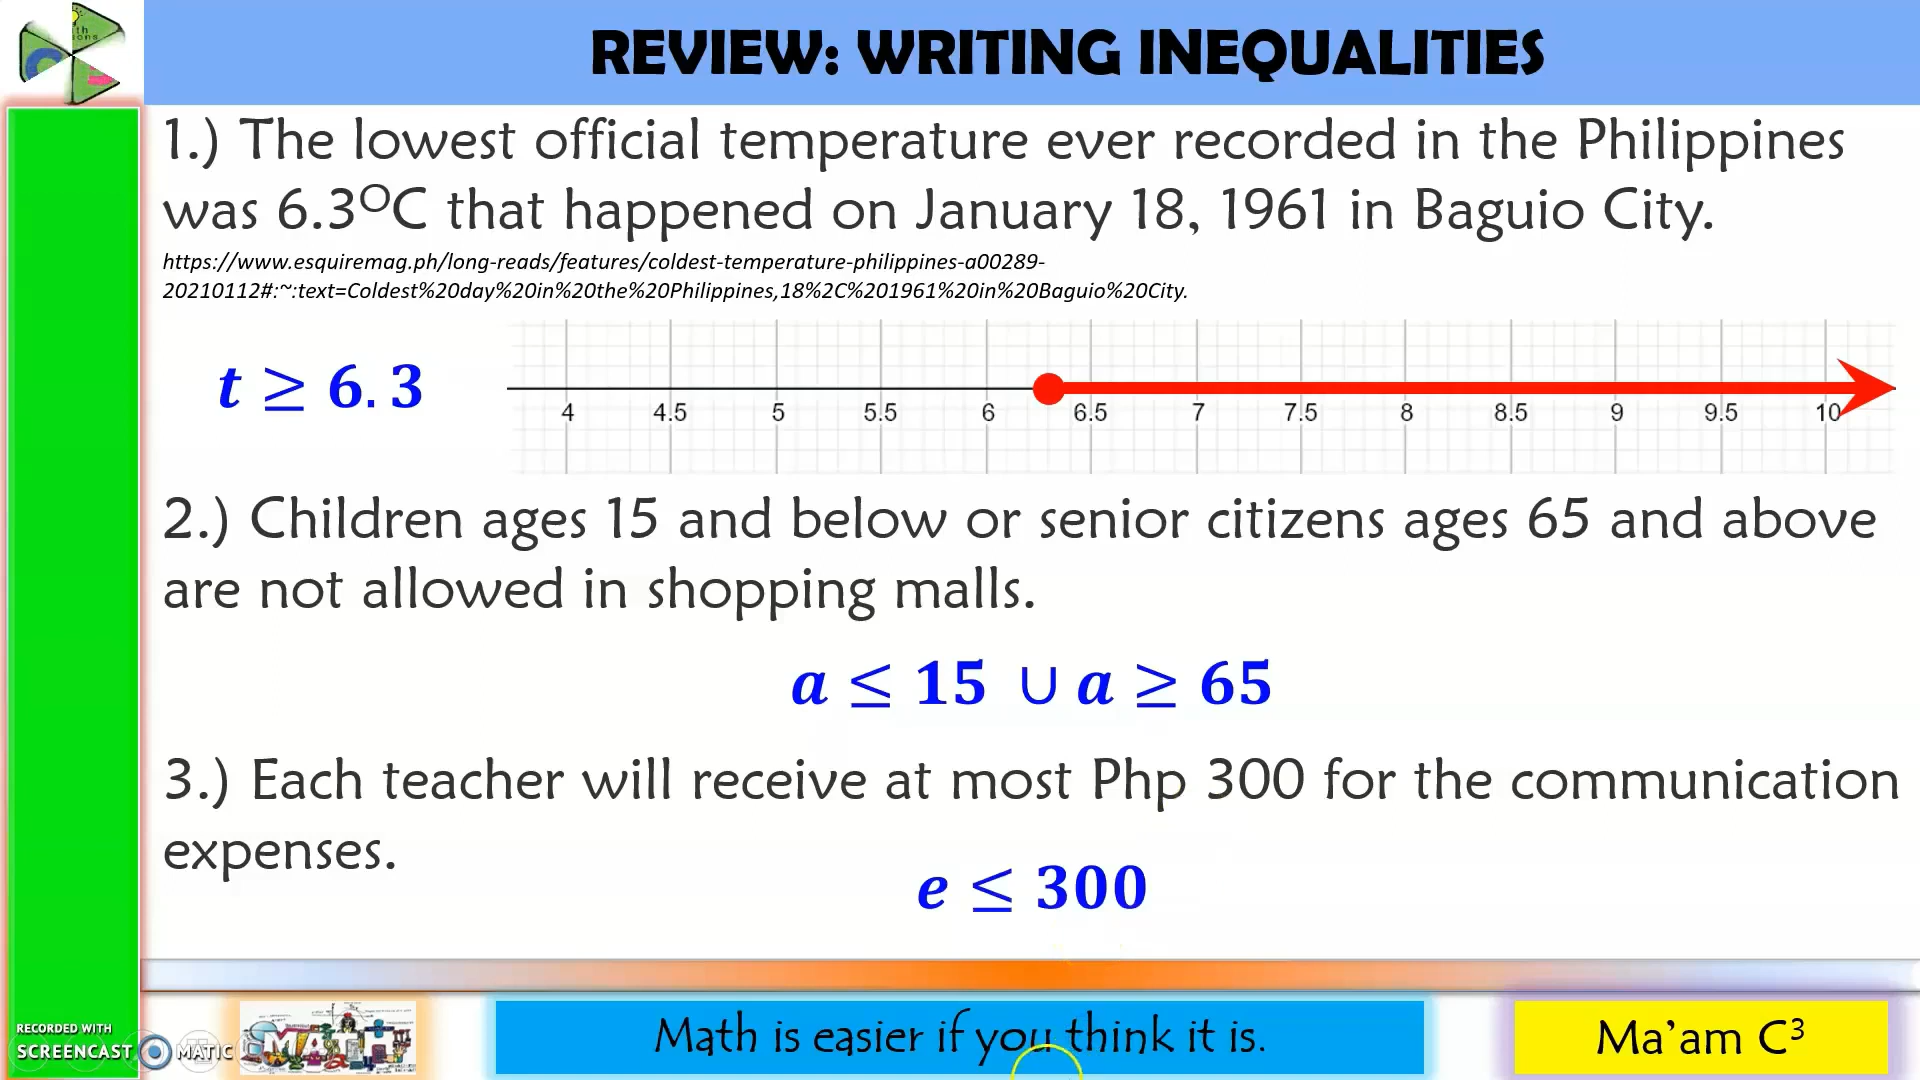 REVIEW: WRITING INEQUALITIES
1.) The lowest official temperature ever recorded in the Philippines
was 6.3ᴼC that happened on January 18, 1961 in Baguio City.
https://www.esquiremag.ph/long-reads/features/coldest-temperature-philippines-a00289-
20210112#:~:text=Coldest%20day%20in%20the%20Philippines,18%2C%201961%20in%20Baguio%20City.
t ≥ 6.3
4 4.5 5 5.5 6 6.5 7 7.5 8 8.5 9 9.5 10
2.) Children ages 15 and below or senior citizens ages 65 and above
are not allowed in shopping malls.
a ≤ 15 ∪ a ≥ 65
3.) Each teacher will receive at most Php 300 for the communication
expenses.
e ≤ 300
RECORDED WITH
SCREENCAST MATIC
MATH
Math is easier if you think it is.
Ma’am C³